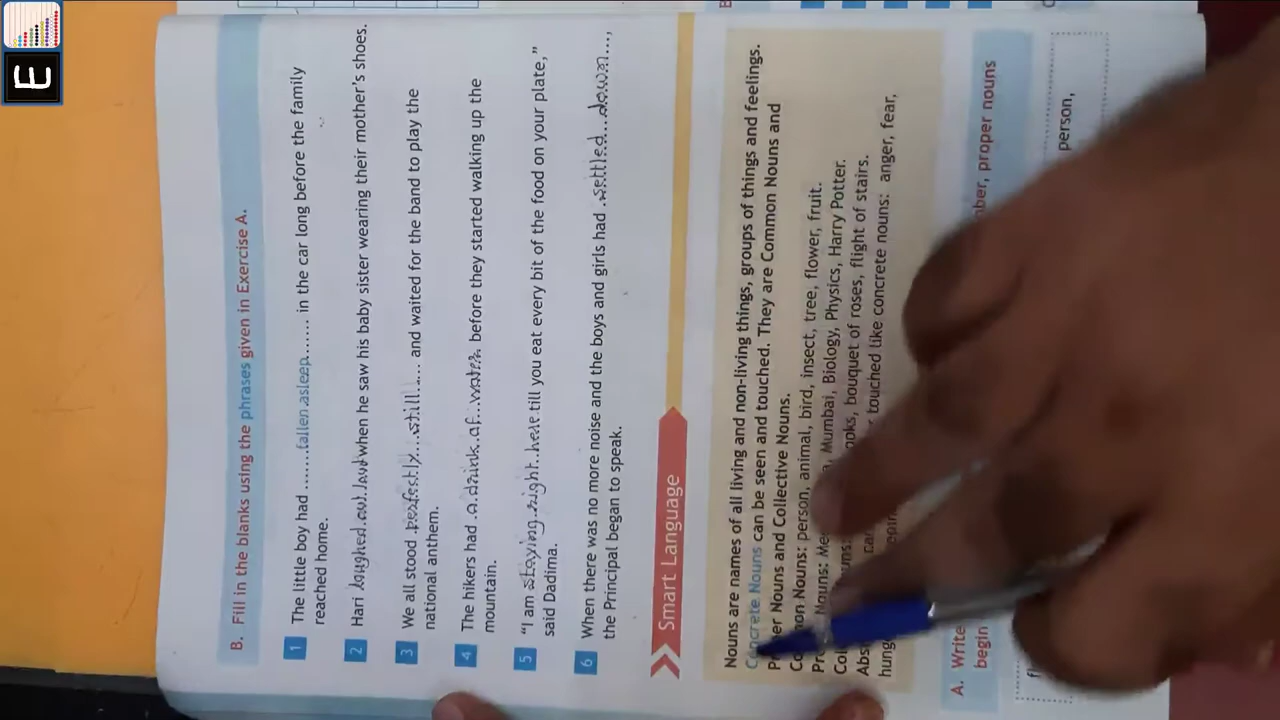 E
B. Fill in the blanks using the phrases given in Exercise A.
1 The little boy had ......fallen asleep...... in the car long before the family
reached home.
2 Hari laughed out loud when he saw his baby sister wearing their mother's shoes.
3 We all stood .perfectly...still.... and waited for the band to play the
national anthem.
4 The hikers had .a drink of..water. before they started walking up the
mountain.
5 "I am staying right here till you eat every bit of the food on your plate,"
said Dadima.
6 When there was no more noise and the boys and girls had .settled...down....,
the Principal began to speak.
Smart Language
Nouns are names of all living and non-living things, groups of things and feelings.
Concrete Nouns can be seen and touched. They are Common Nouns and
Nouns and Collective Nouns.
Nouns: person, animal, bird, insect, tree, flower, fruit.
Nouns: Mumbai, Biology, Physics, Harry Potter.
bouquet of roses, flight of stairs.
touched like concrete nouns: anger, fear,
A. Write proper nouns
begin
person,